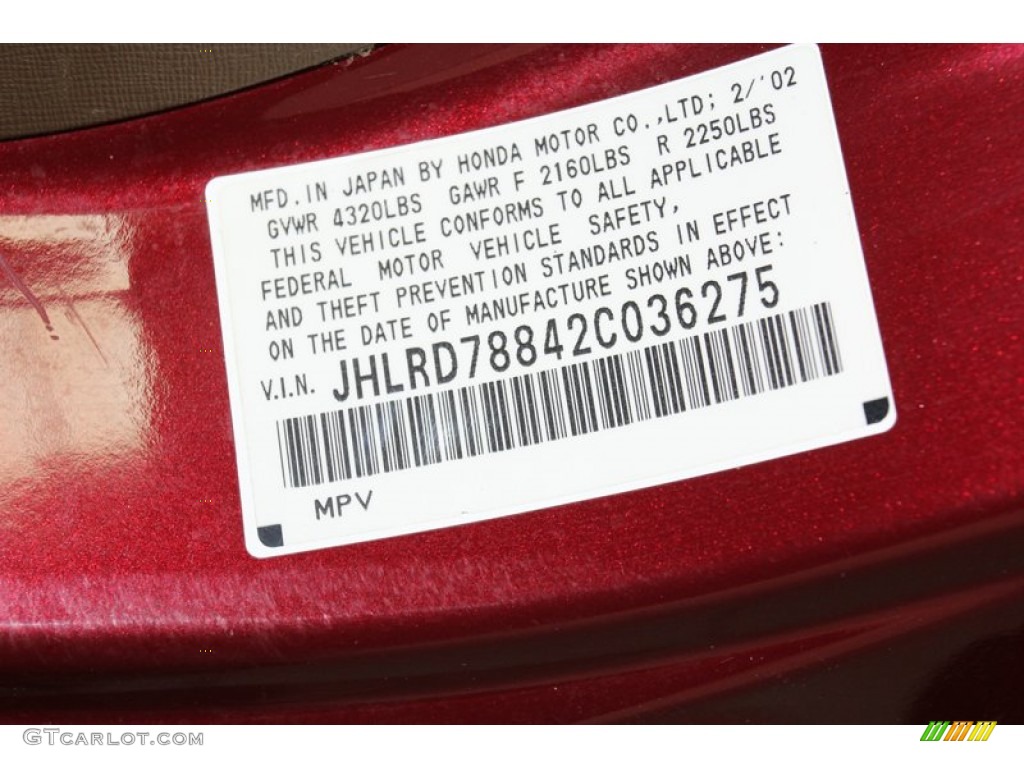 MFD. IN JAPAN BY HONDA MOTOR CO.,LTD; 2/'02
GVWR 4320LBS GAWR F 2160LBS R 2250LBS
THIS VEHICLE CONFORMS TO ALL APPLICABLE
FEDERAL MOTOR VEHICLE SAFETY,
AND THEFT PREVENTION STANDARDS IN EFFECT
ON THE DATE OF MANUFACTURE SHOWN ABOVE:
V.I.N. JHLRD78842C036275
MPV
GTCARLOT.COM